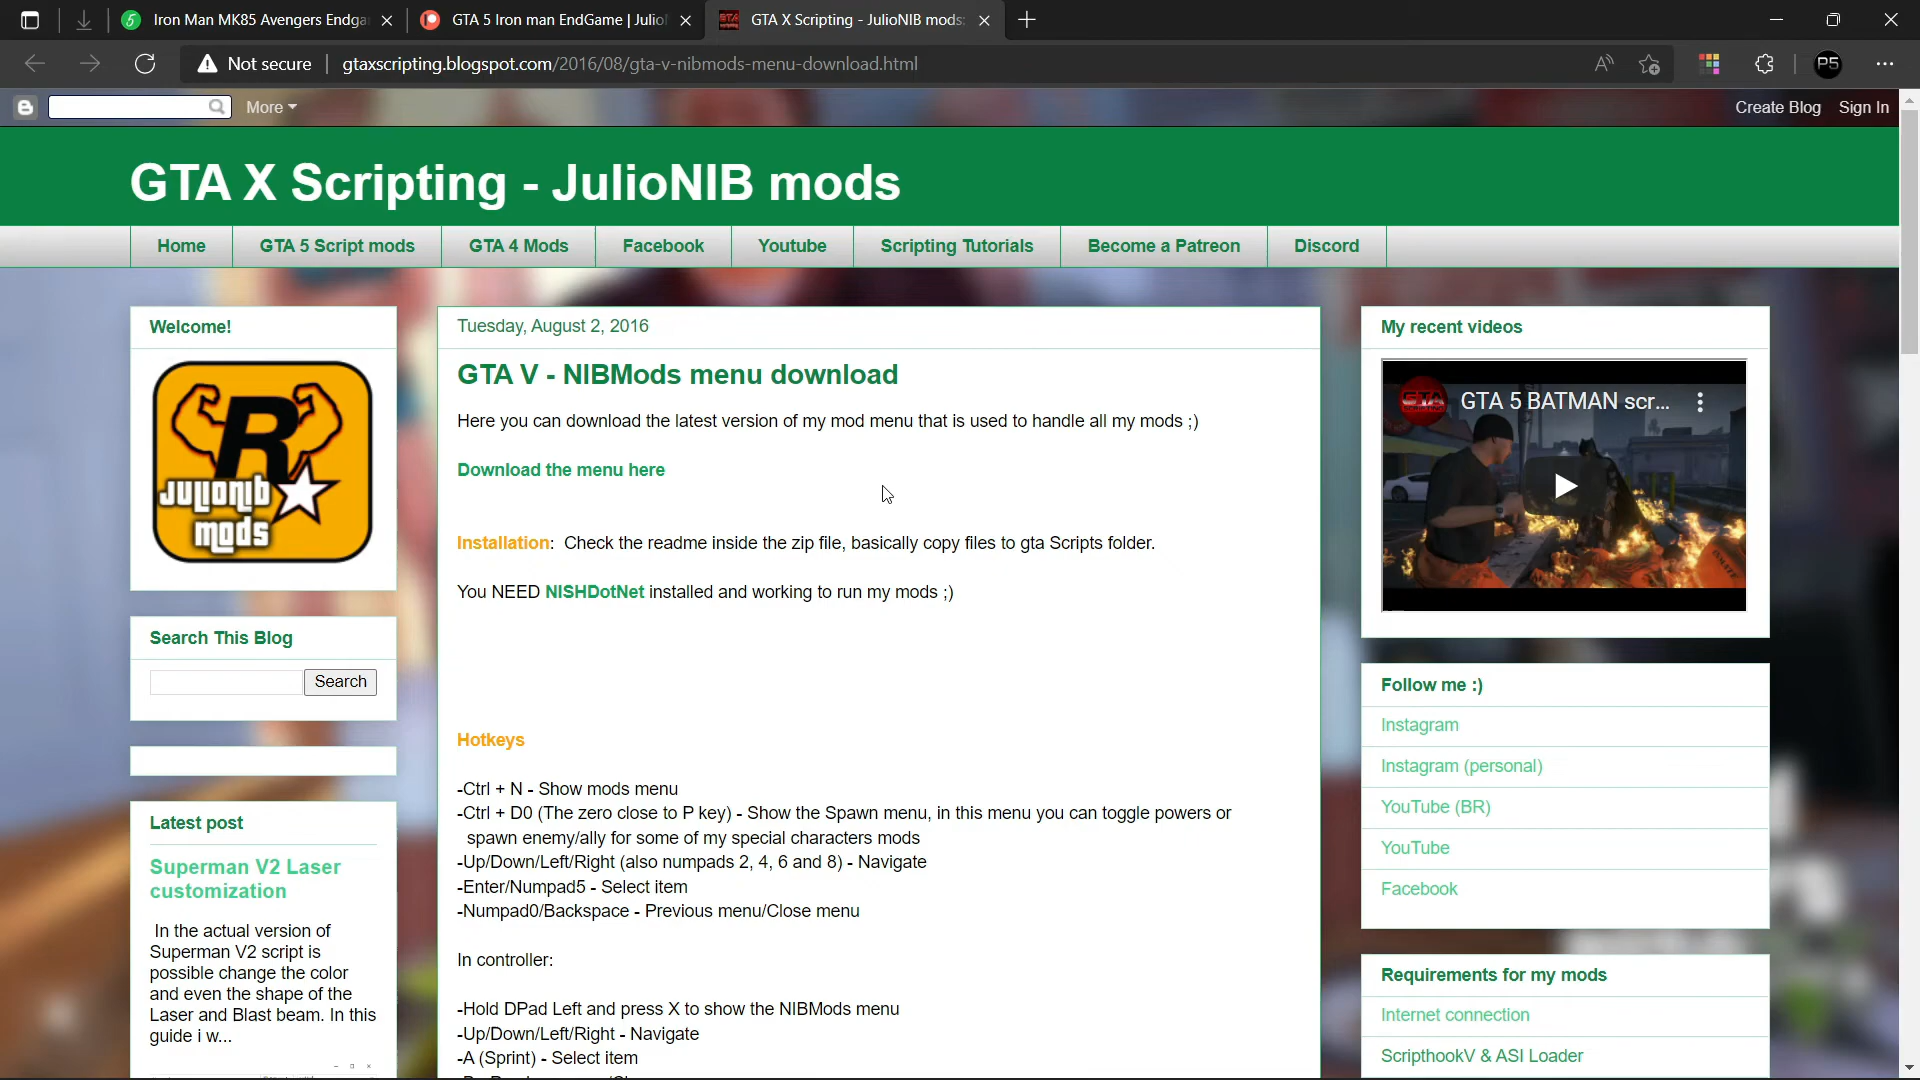 Iron Man MK85 Avengers Endga
GTA 5 Iron man EndGame | Julio
GTA X Scripting - JulioNIB mods:
Not secure
gtaxscripting.blogspot.com/2016/08/gta-v-nibmods-menu-download.html
P5
More
Create Blog
Sign In
GTA X Scripting - JulioNIB mods
Home
GTA 5 Script mods
GTA 4 Mods
Facebook
Youtube
Scripting Tutorials
Become a Patreon
Discord
Welcome!
R
JulioNIB
mods
Search This Blog
Search
Latest post
Superman V2 Laser
customization
In the actual version of
Superman V2 script is
possible change the color
and even the shape of the
Laser and Blast beam. In this
guide i w...
Tuesday, August 2, 2016
GTA V - NIBMods menu download
Here you can download the latest version of my mod menu that is used to handle all my mods ;)
Download the menu here
Installation: Check the readme inside the zip file, basically copy files to gta Scripts folder.
You NEED NISHDotNet installed and working to run my mods ;)
Hotkeys
-Ctrl + N - Show mods menu
-Ctrl + D0 (The zero close to P key) - Show the Spawn menu, in this menu you can toggle powers or
spawn enemy/ally for some of my special characters mods
-Up/Down/Left/Right (also numpads 2, 4, 6 and 8) - Navigate
-Enter/Numpad5 - Select item
-Numpad0/Backspace - Previous menu/Close menu
In controller:
-Hold DPad Left and press X to show the NIBMods menu
-Up/Down/Left/Right - Navigate
-A (Sprint) - Select item
My recent videos
GTA
SCRIPTING
GTA 5 BATMAN scr...
Follow me :)
Instagram
Instagram (personal)
YouTube (BR)
YouTube
Facebook
Requirements for my mods
Internet connection
ScripthookV & ASI Loader